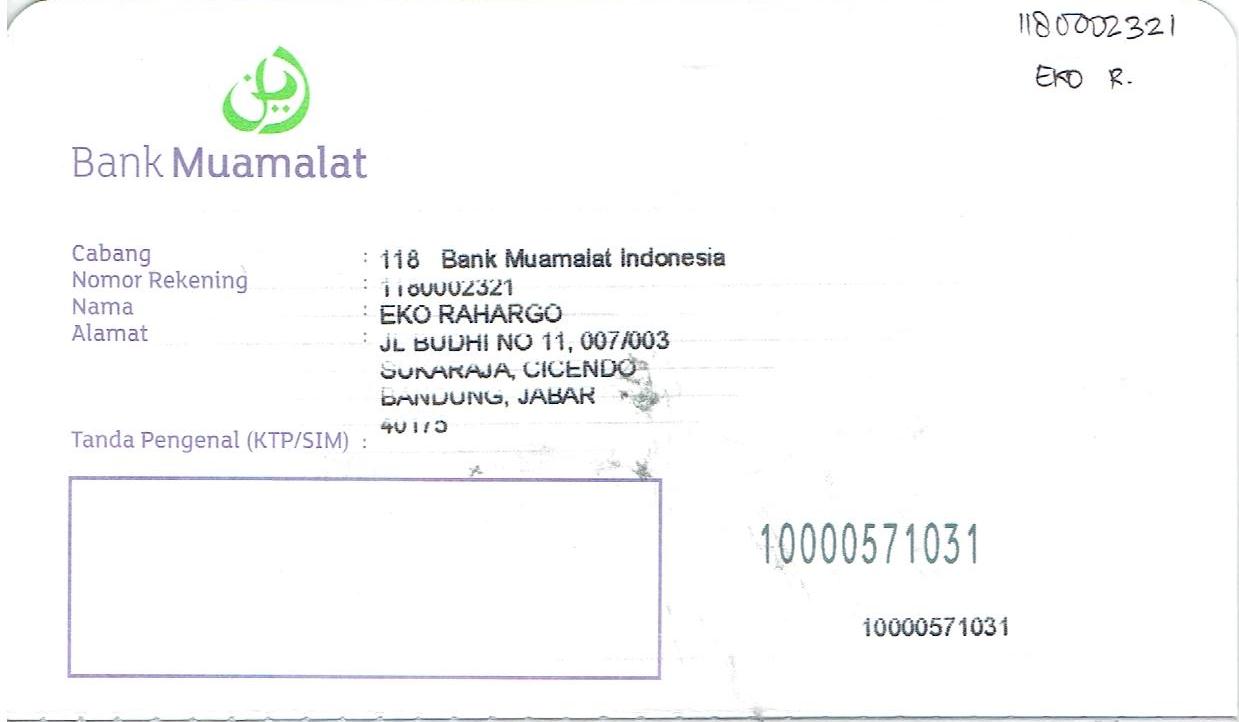 1180002321
EKO R.
Bank Muamalat
Cabang : 118 Bank Muamalat Indonesia
Nomor Rekening : 1180002321
Nama : EKO RAHARGO
Alamat : JL BUDHI NO 11, 007/003
SUKARAJA, CICENDO
BANDUNG, JABAR
40175
Tanda Pengenal (KTP/SIM) :
10000571031
10000571031